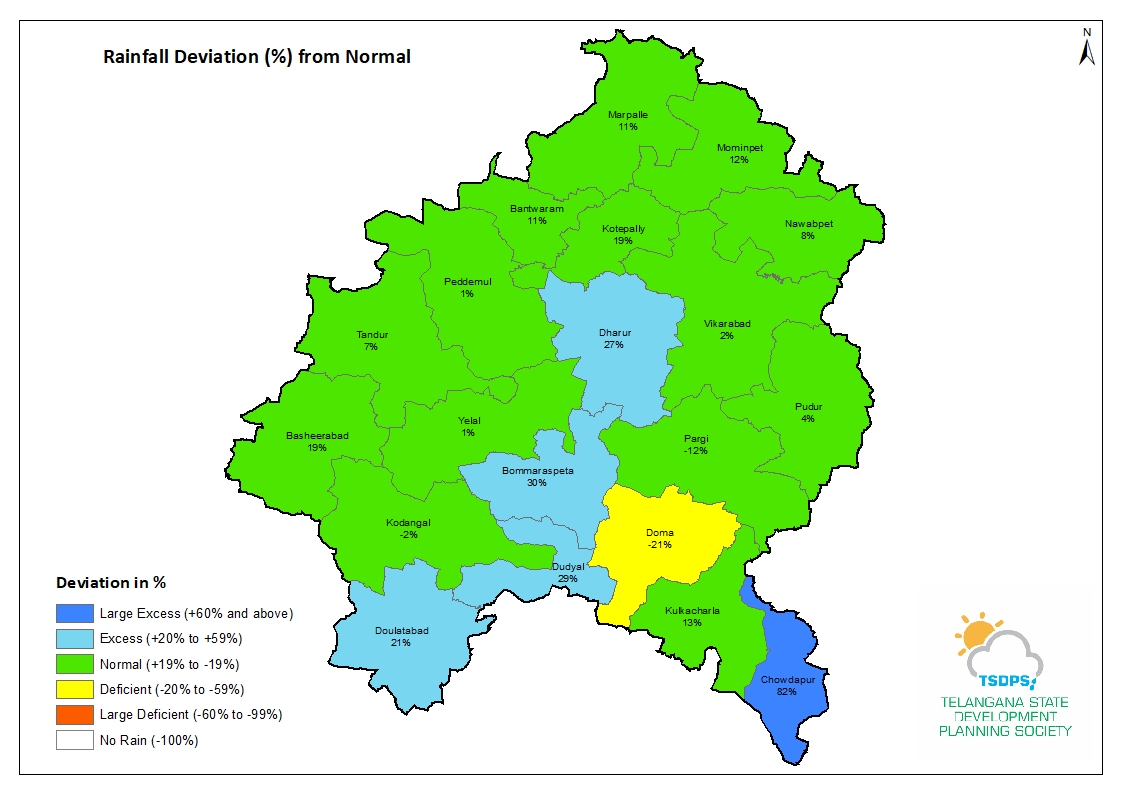 Rainfall Deviation (%) from Normal
N
Marpalle
11%
Mominpet
12%
Bantwaram
11%
Kotepally
19%
Nawabpet
8%
Peddemul
1%
Tandur
7%
Dharur
27%
Vikarabad
2%
Pudur
4%
Basheerabad
19%
Yelal
1%
Pargi
-12%
Bommaraspeta
30%
Kodangal
-2%
Doma
-21%
Dudyal
29%
Doulatabad
21%
Kulkacharla
13%
Chowdapur
82%
Deviation in %
Large Excess (+60% and above)
Excess (+20% to +59%)
Normal (+19% to -19%)
Deficient (-20% to -59%)
Large Deficient (-60% to -99%)
No Rain (-100%)
TSDPS
TELANGANA STATE
DEVELOPMENT
PLANNING SOCIETY